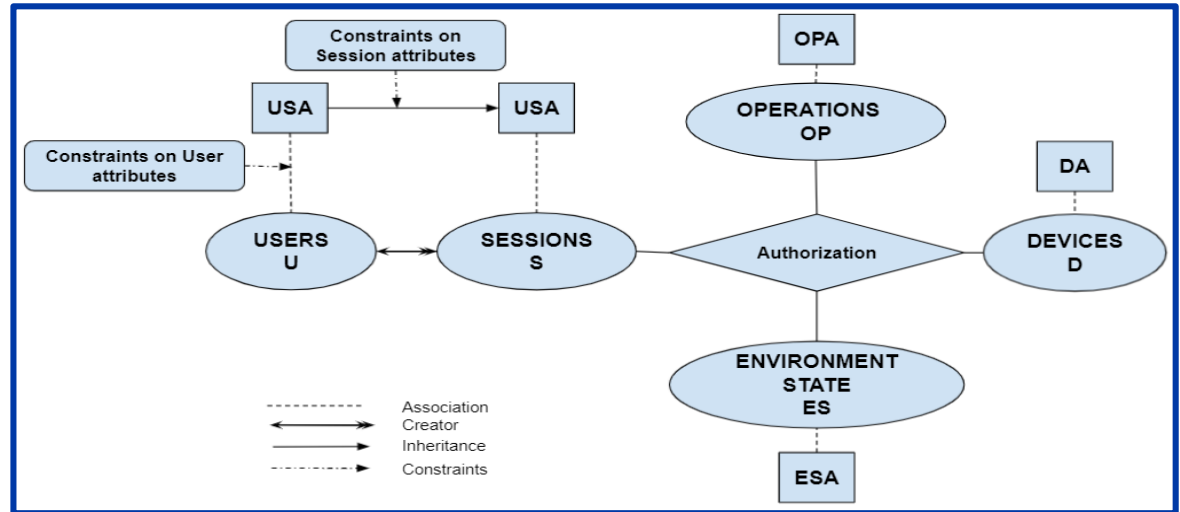 Constraints on
Session attributes
OPA
USA
USA
OPERATIONS
OP
Constraints on User
attributes
DA
USERS
U
SESSIONS
S
Authorization
DEVICES
D
ENVIRONMENT
STATE
ES
Association
Creator
Inheritance
Constraints
ESA